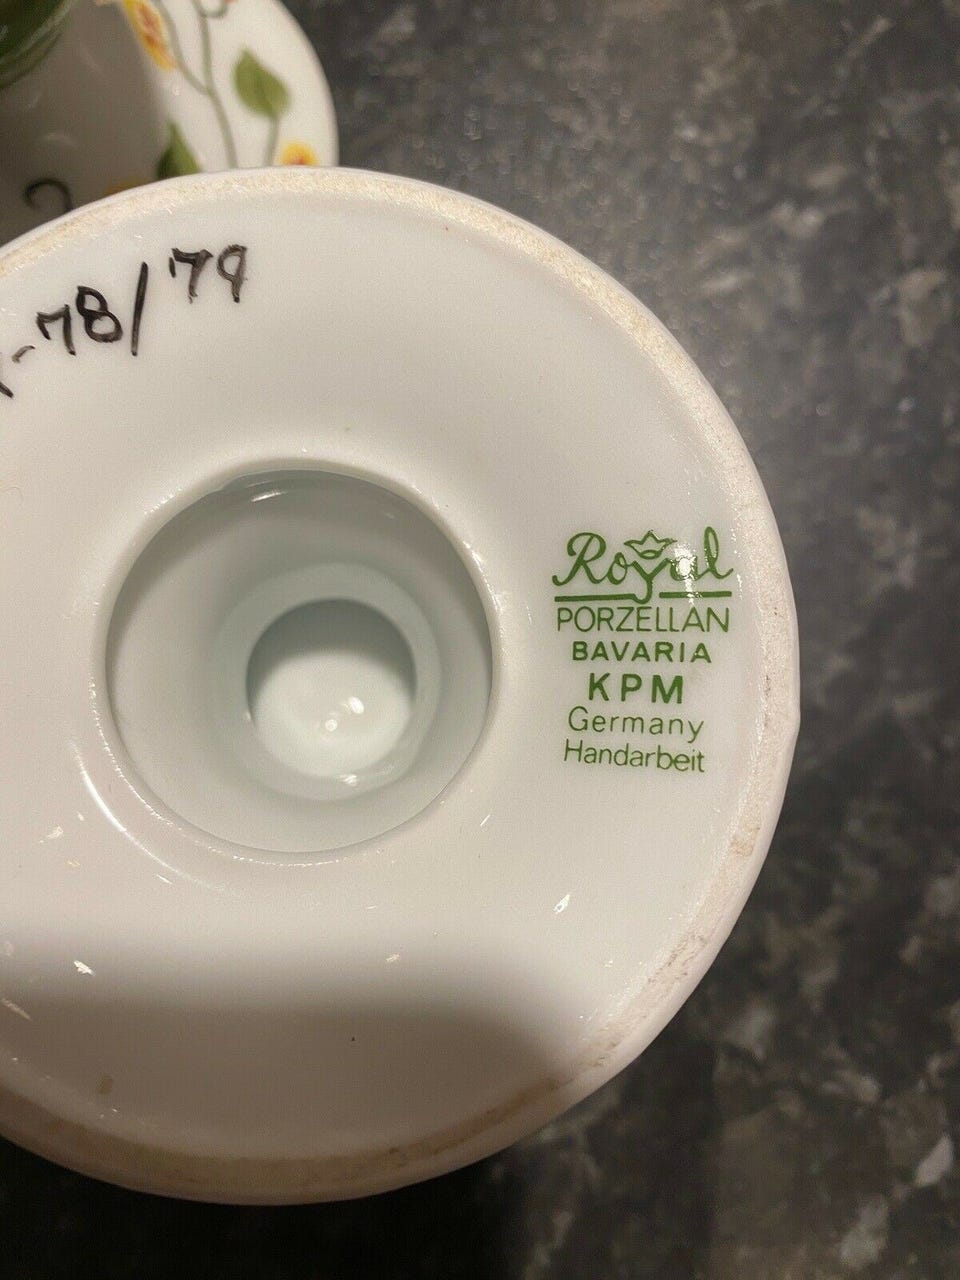 -78/79
Royal
PORZELLAN
BAVARIA
KPM
Germany
Handarbeit